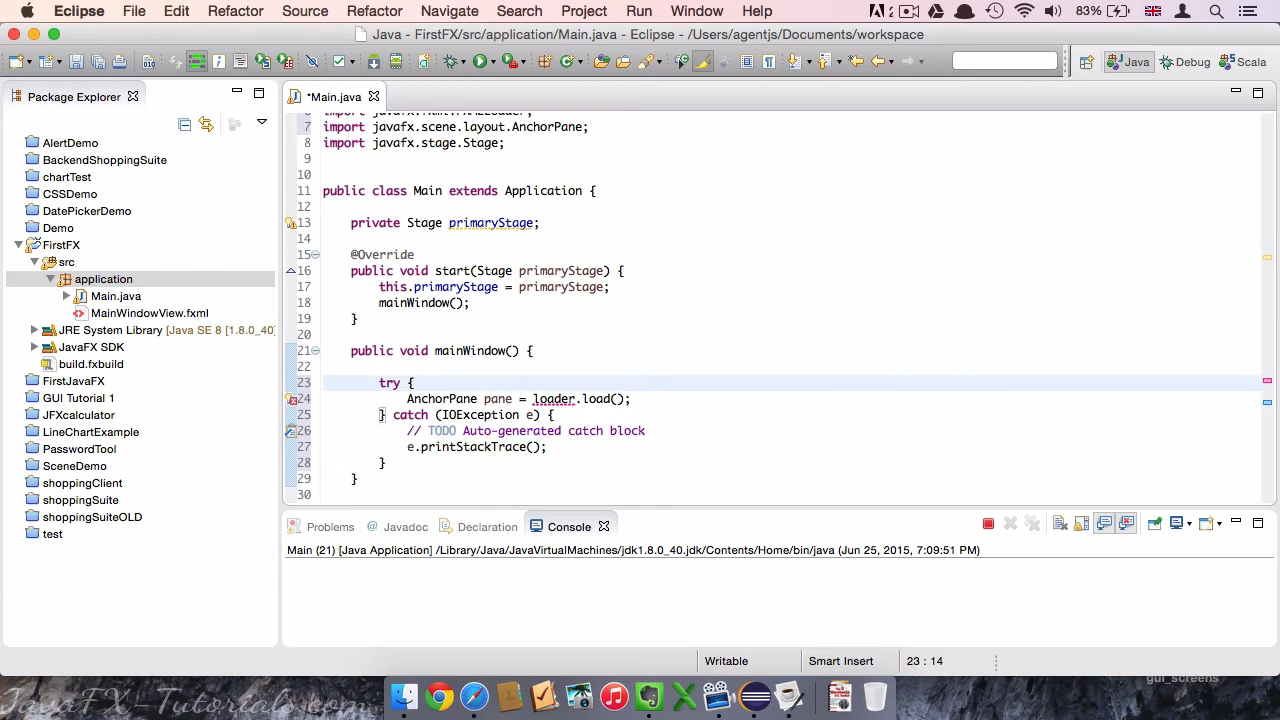 Eclipse File Edit Refactor Source Refactor Navigate Search Project Run Window Help 2 83%
Java - FirstFX/src/application/Main.java - Eclipse - /Users/agentjs/Documents/workspace
Java Debug Scala
Package Explorer
*Main.java
AlertDemo
BackendShoppingSuite
chartTest
CSSDemo
DatePickerDemo
Demo
FirstFX
src
application
Main.java
MainWindowView.fxml
JRE System Library [Java SE 8 [1.8.0_40]
JavaFX SDK
build.fxbuild
FirstJavaFX
GUI Tutorial 1
JFXcalculator
LineChartExample
PasswordTool
SceneDemo
shoppingClient
shoppingSuite
shoppingSuiteOLD
test
6 import javafx.fxml.FXMLLoader;
7 import javafx.scene.layout.AnchorPane;
8 import javafx.stage.Stage;
9
10
11 public class Main extends Application {
12
13 private Stage primaryStage;
14
15 @Override
16 public void start(Stage primaryStage) {
17 this.primaryStage = primaryStage;
18 mainWindow();
19 }
20
21 public void mainWindow() {
22
23 try {
24 AnchorPane pane = loader.load();
25 } catch (IOException e) {
26 // TODO Auto-generated catch block
27 e.printStackTrace();
28 }
29 }
30
Problems @ Javadoc Declaration Console
Main (21) [Java Application] /Library/Java/JavaVirtualMachines/jdk1.8.0_40.jdk/Contents/Home/bin/java (Jun 25, 2015, 7:09:51 PM)
Writable Smart Insert 23 : 14
gui_screens
JavaFX-Tutorials.com